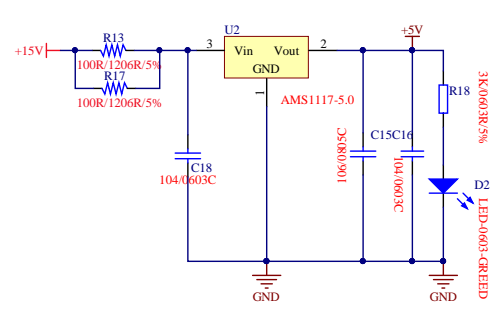 U2
+5V
R13
+15V
3
Vin
Vout
2
100R/1206R/5%
GND
R17
100R/1206R/5%
1
AMS1117-5.0
R18
3K/0603R/5%
C15
C16
106/0805C
104/0603C
C18
104/0603C
D2
LED-0603-GREED
GND
GND